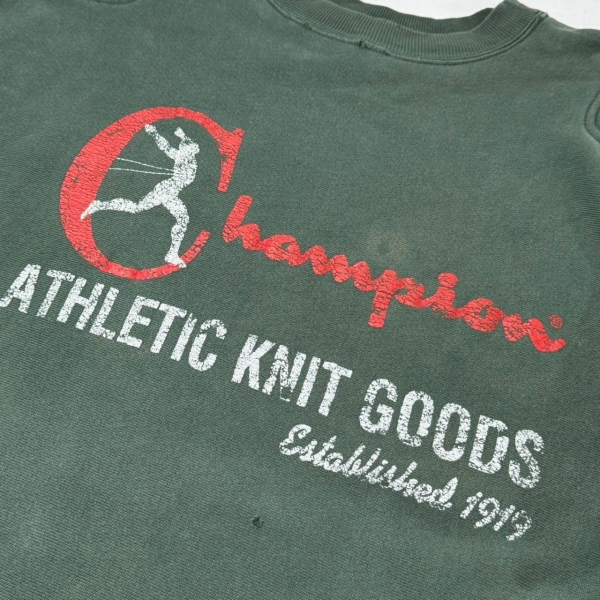 Champion®
ATHLETIC KNIT GOODS
Established 1919